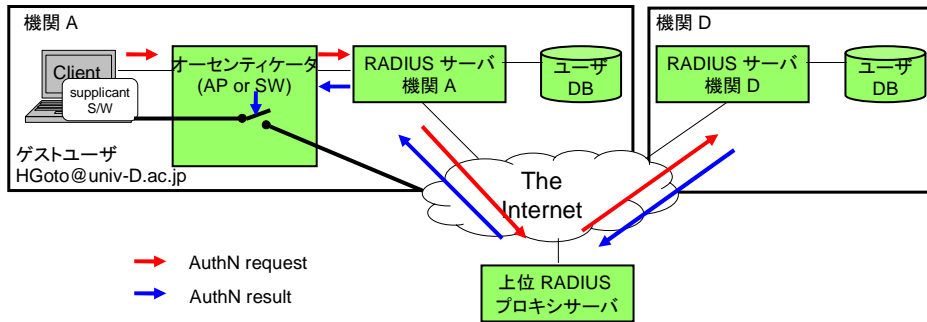 機関 A
Client
supplicant
S/W
オーセンティケータ
(AP or SW)
RADIUS サーバ
機関 A
ユーザ
DB
ゲストユーザ
HGoto@univ-D.ac.jp
機関 D
RADIUS サーバ
機関 D
ユーザ
DB
The
Internet
上位 RADIUS
プロキシサーバ
AuthN request
AuthN result